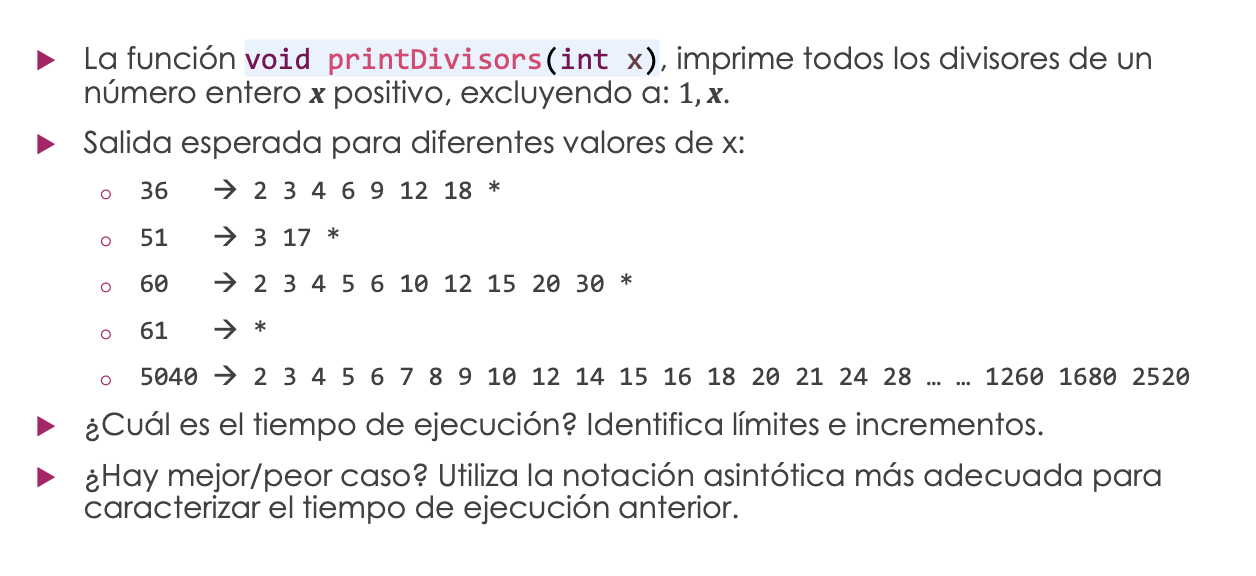 ▶ La función void printDivisors(int x), imprime todos los divisores de un
número entero x positivo, excluyendo a: 1, x.
▶ Salida esperada para diferentes valores de x:
○ 36 → 2 3 4 6 9 12 18 *
○ 51 → 3 17 *
○ 60 → 2 3 4 5 6 10 12 15 20 30 *
○ 61 → *
○ 5040 → 2 3 4 5 6 7 8 9 10 12 14 15 16 18 20 21 24 28 … … 1260 1680 2520
▶ ¿Cuál es el tiempo de ejecución? Identifica límites e incrementos.
▶ ¿Hay mejor/peor caso? Utiliza la notación asintótica más adecuada para
caracterizar el tiempo de ejecución anterior.